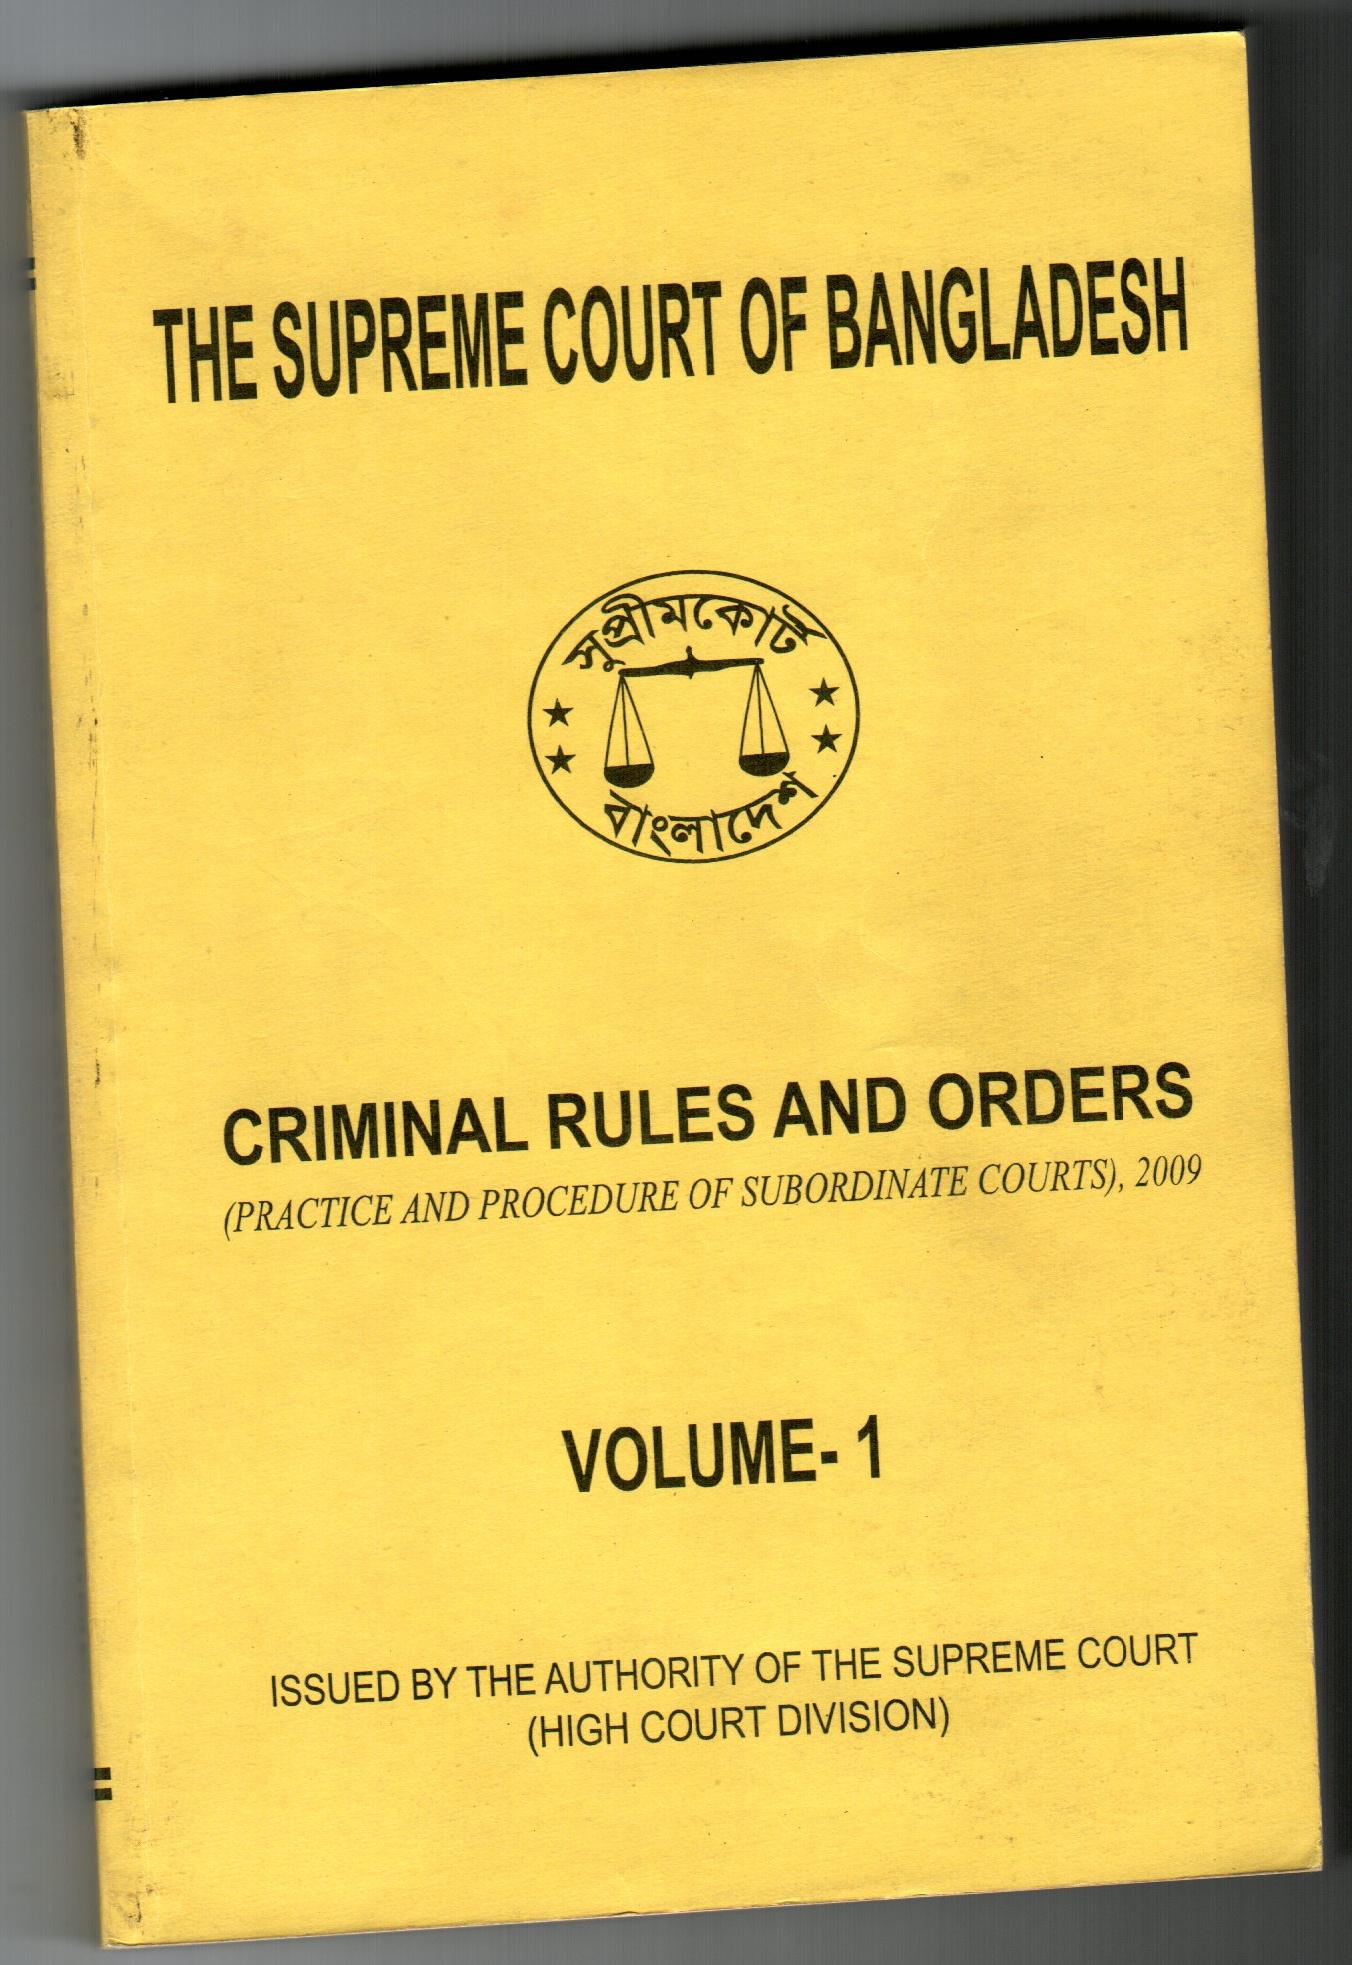 THE SUPREME COURT OF BANGLADESH
সুপ্রীমকোর্ট
বাংলাদেশ
CRIMINAL RULES AND ORDERS
(PRACTICE AND PROCEDURE OF SUBORDINATE COURTS), 2009
VOLUME- 1
ISSUED BY THE AUTHORITY OF THE SUPREME COURT
(HIGH COURT DIVISION)